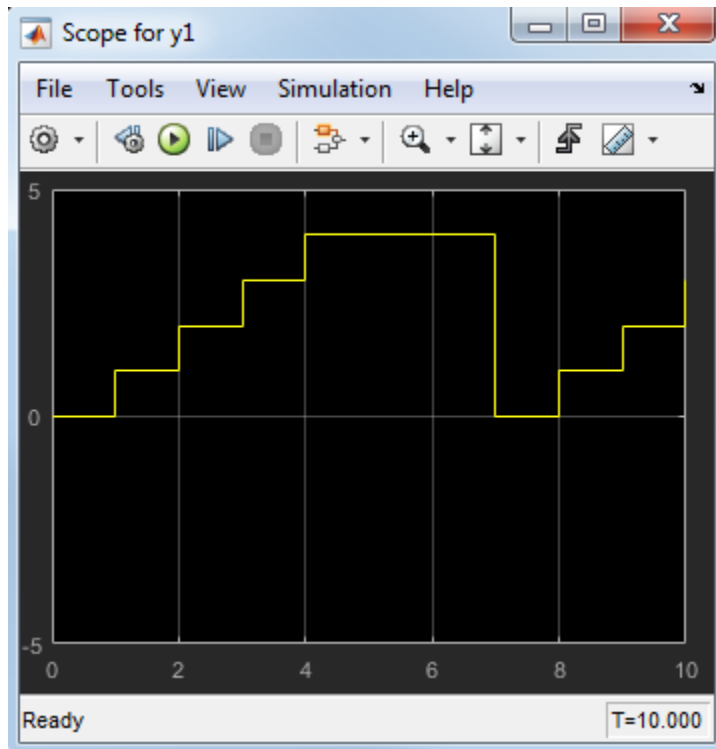 Scope for y1
File Tools View Simulation Help
5
0
-5
0 2 4 6 8 10
Ready T=10.000